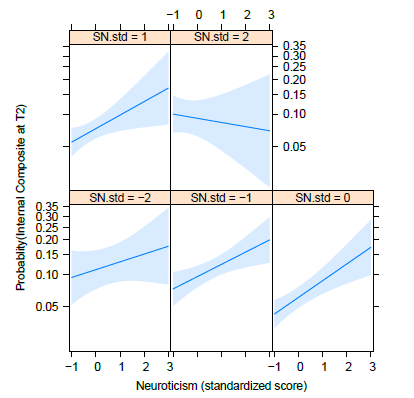 −1 0 1 2 3
SN.std = 1 SN.std = 2
0.35
0.30
0.25
0.20
0.15
0.10
0.05
Probablity(Internal Composite at T2)
SN.std = −2 SN.std = −1 SN.std = 0
0.35
0.30
0.25
0.20
0.15
0.10
0.05
−1 0 1 2 3 −1 0 1 2 3
Neuroticism (standardized score)